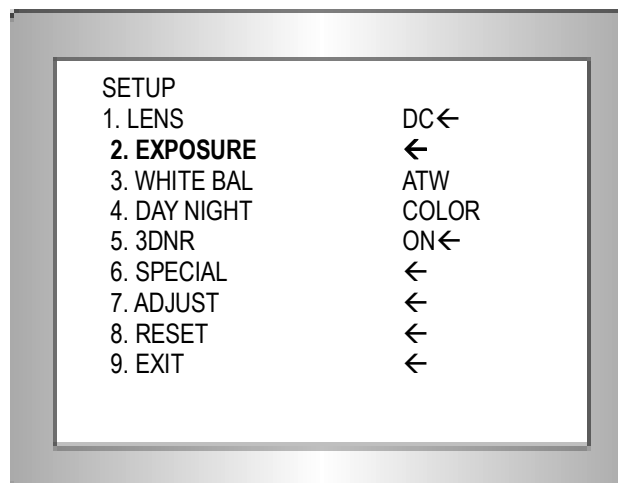 SETUP
1. LENS DC←
2. EXPOSURE ←
3. WHITE BAL ATW
4. DAY NIGHT COLOR
5. 3DNR ON←
6. SPECIAL ←
7. ADJUST ←
8. RESET ←
9. EXIT ←